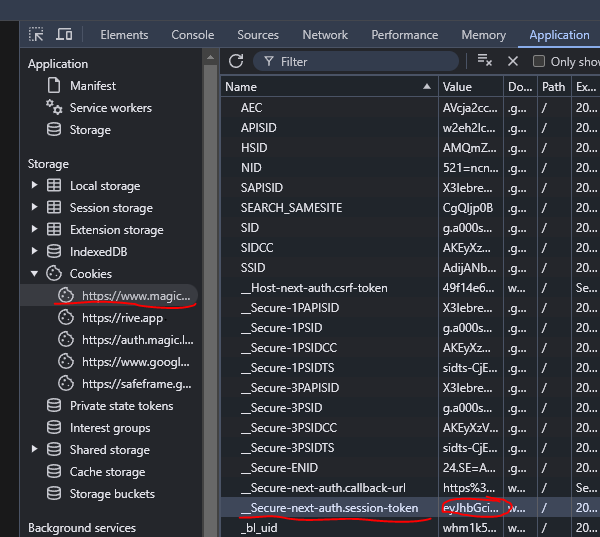 Elements Console Sources Network Performance Memory Application
Application
Manifest
Service workers
Storage
Storage
Local storage
Session storage
Extension storage
IndexedDB
Cookies
https://www.magic...
https://rive.app
https://auth.magic.l...
https://www.googl...
https://safeframe.g...
Private state tokens
Interest groups
Shared storage
Cache storage
Storage buckets
Background services
Filter Only show
Name Value Do... Path Ex...
AEC AVcja2cc... .g... / 20...
APISID w2eh2lc... .g... / 20...
HSID AMQmZ... .g... / 20...
NID 521=ncn... .g... / 20...
SAPISID X3Iebre... .g... / 20...
SEARCH_SAMESITE CgQIjp0B .g... / 20...
SID g.a000s... .g... / 20...
SIDCC AKEyXz... .g... / 20...
SSID AdijANb... .g... / 20...
__Host-next-auth.csrf-token 49f14e6... w... / Se...
__Secure-1PAPISID X3Iebre... .g... / 20...
__Secure-1PSID g.a000s... .g... / 20...
__Secure-1PSIDCC AKEyXz... .g... / 20...
__Secure-1PSIDTS sidts-CjE... .g... / 20...
__Secure-3PAPISID X3Iebre... .g... / 20...
__Secure-3PSID g.a000s... .g... / 20...
__Secure-3PSIDCC AKEyXzV... .g... / 20...
__Secure-3PSIDTS sidts-CjE... .g... / 20...
__Secure-ENID 24.SE=A... .g... / 20...
__Secure-next-auth.callback-url https%3... w... / Se...
__Secure-next-auth.session-token eyJhbGci... w... / 20...
_bl_uid whm1k5... w... / 20...